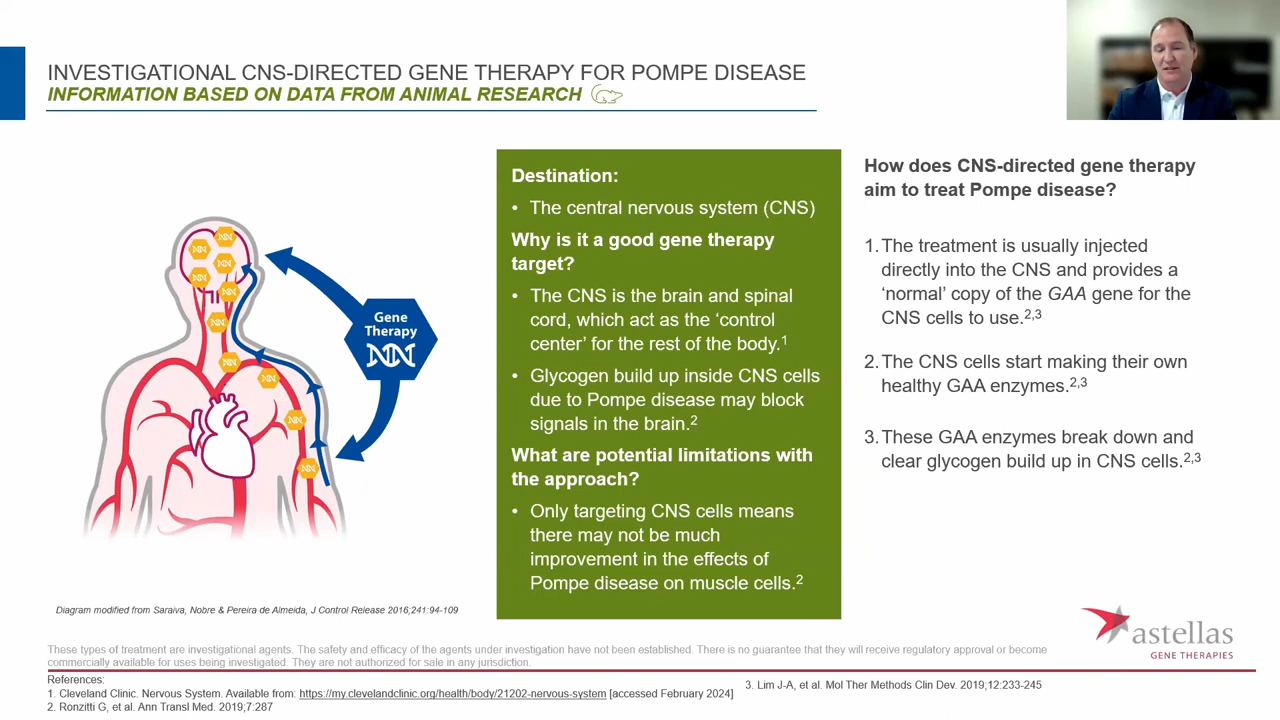 INVESTIGATIONAL CNS-DIRECTED GENE THERAPY FOR POMPE DISEASE
INFORMATION BASED ON DATA FROM ANIMAL RESEARCH
Gene
Therapy
Diagram modified from Saraiva, Nobre & Pereira de Almeida, J Control Release 2016;241:94-109
Destination:
• The central nervous system (CNS)
Why is it a good gene therapy
target?
• The CNS is the brain and spinal
cord, which act as the ‘control
center’ for the rest of the body.1
• Glycogen build up inside CNS cells
due to Pompe disease may block
signals in the brain.2
What are potential limitations with
the approach?
• Only targeting CNS cells means
there may not be much
improvement in the effects of
Pompe disease on muscle cells.2
How does CNS-directed gene therapy
aim to treat Pompe disease?
1. The treatment is usually injected
directly into the CNS and provides a
‘normal’ copy of the GAA gene for the
CNS cells to use.2,3
2. The CNS cells start making their own
healthy GAA enzymes.2,3
3. These GAA enzymes break down and
clear glycogen build up in CNS cells.2,3
astellas
GENE THERAPIES
These types of treatment are investigational agents. The safety and efficacy of the agents under investigation have not been established. There is no guarantee that they will receive regulatory approval or become
commercially available for uses being investigated. They are not authorized for sale in any jurisdiction.
References:
1. Cleveland Clinic. Nervous System. Available from: https://my.clevelandclinic.org/health/body/21202-nervous-system [accessed February 2024]
2. Ronzitti G, et al. Ann Transl Med. 2019;7:287
3. Lim J-A, et al. Mol Ther Methods Clin Dev. 2019;12:233-245